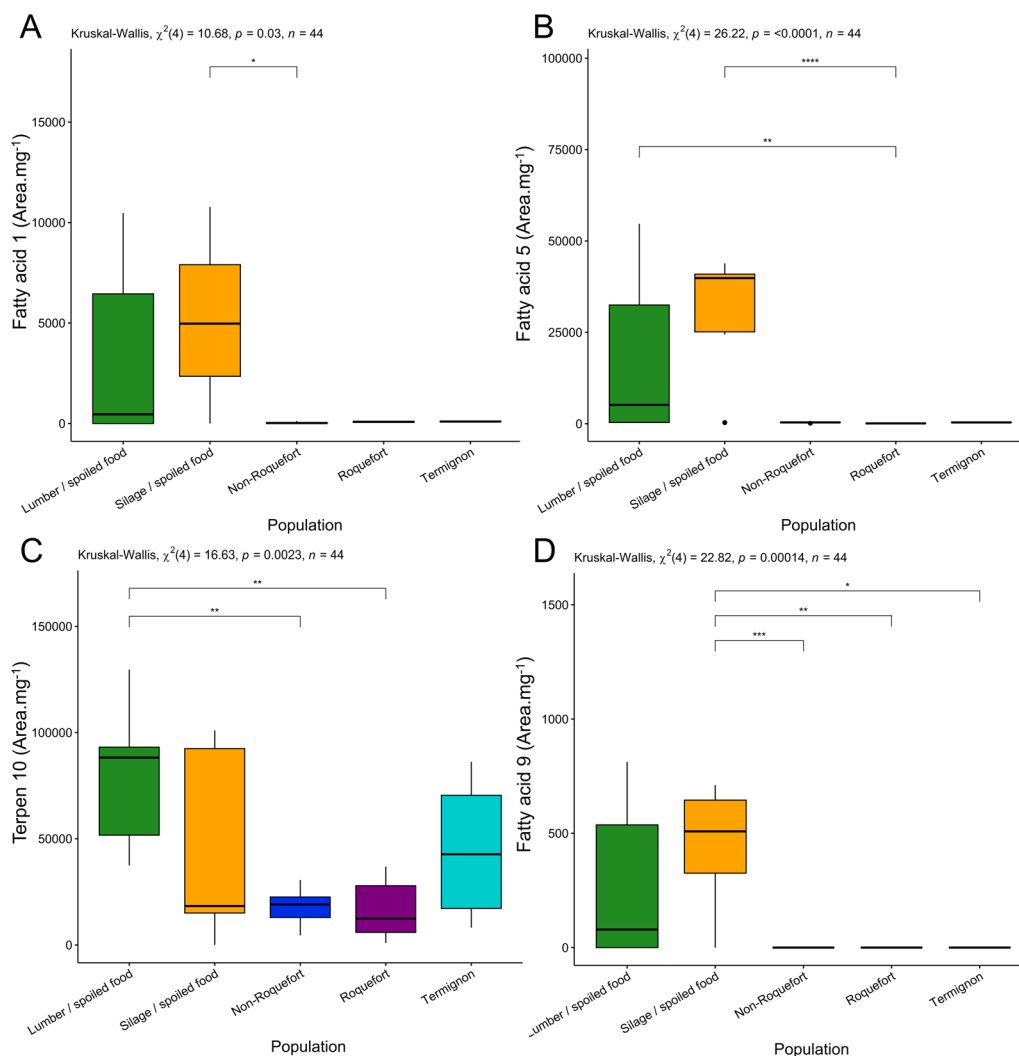 A
Kruskal-Wallis, χ²(4) = 10.68, p = 0.03, n = 44
*
15000
10000
5000
0
Fatty acid 1 (Area.mg⁻¹)
Lumber / spoiled food
Silage / spoiled food
Non-Roquefort
Roquefort
Termignon
Population
B
Kruskal-Wallis, χ²(4) = 26.22, p = <0.0001, n = 44
****
**
100000
75000
50000
25000
0
Fatty acid 5 (Area.mg⁻¹)
Lumber / spoiled food
Silage / spoiled food
Non-Roquefort
Roquefort
Termignon
Population
C
Kruskal-Wallis, χ²(4) = 16.63, p = 0.0023, n = 44
**
**
150000
100000
50000
0
Terpen 10 (Area.mg⁻¹)
Lumber / spoiled food
Silage / spoiled food
Non-Roquefort
Roquefort
Termignon
Population
D
Kruskal-Wallis, χ²(4) = 22.82, p = 0.00014, n = 44
*
**
***
1500
1000
500
0
Fatty acid 9 (Area.mg⁻¹)
Lumber / spoiled food
Silage / spoiled food
Non-Roquefort
Roquefort
Termignon
Population